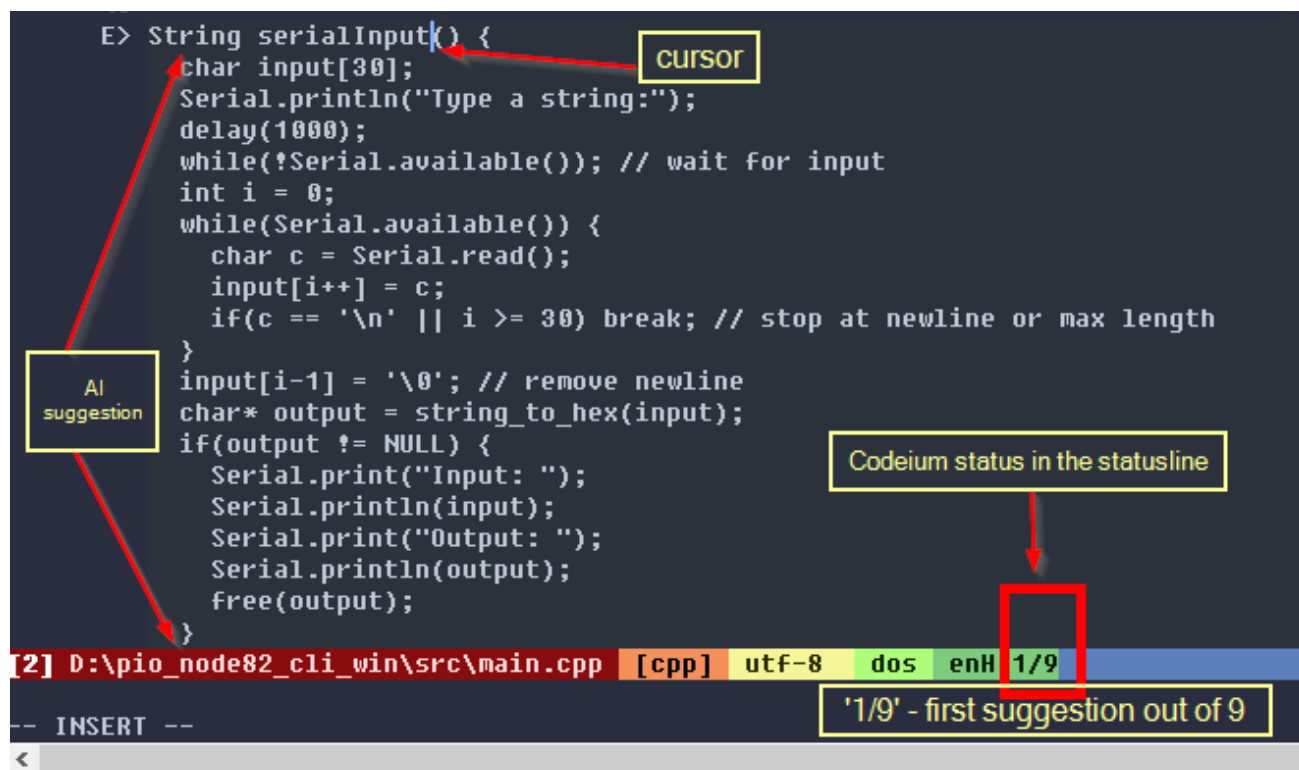 E> String serialInput() {
cursor
char input[30];
Serial.println("Type a string:");
delay(1000);
while(!Serial.available()); // wait for input
int i = 0;
while(Serial.available()) {
char c = Serial.read();
input[i++] = c;
if(c == '\n' || i >= 30) break; // stop at newline or max length
}
AI
suggestion
input[i-1] = '\0'; // remove newline
char* output = string_to_hex(input);
if(output != NULL) {
Codeium status in the statusline
Serial.print("Input: ");
Serial.println(input);
Serial.print("Output: ");
Serial.println(output);
free(output);
}
[2] D:\pio_node82_cli_win\src\main.cpp [cpp] utf-8 dos enH 1/9
'1/9' - first suggestion out of 9
-- INSERT --
<